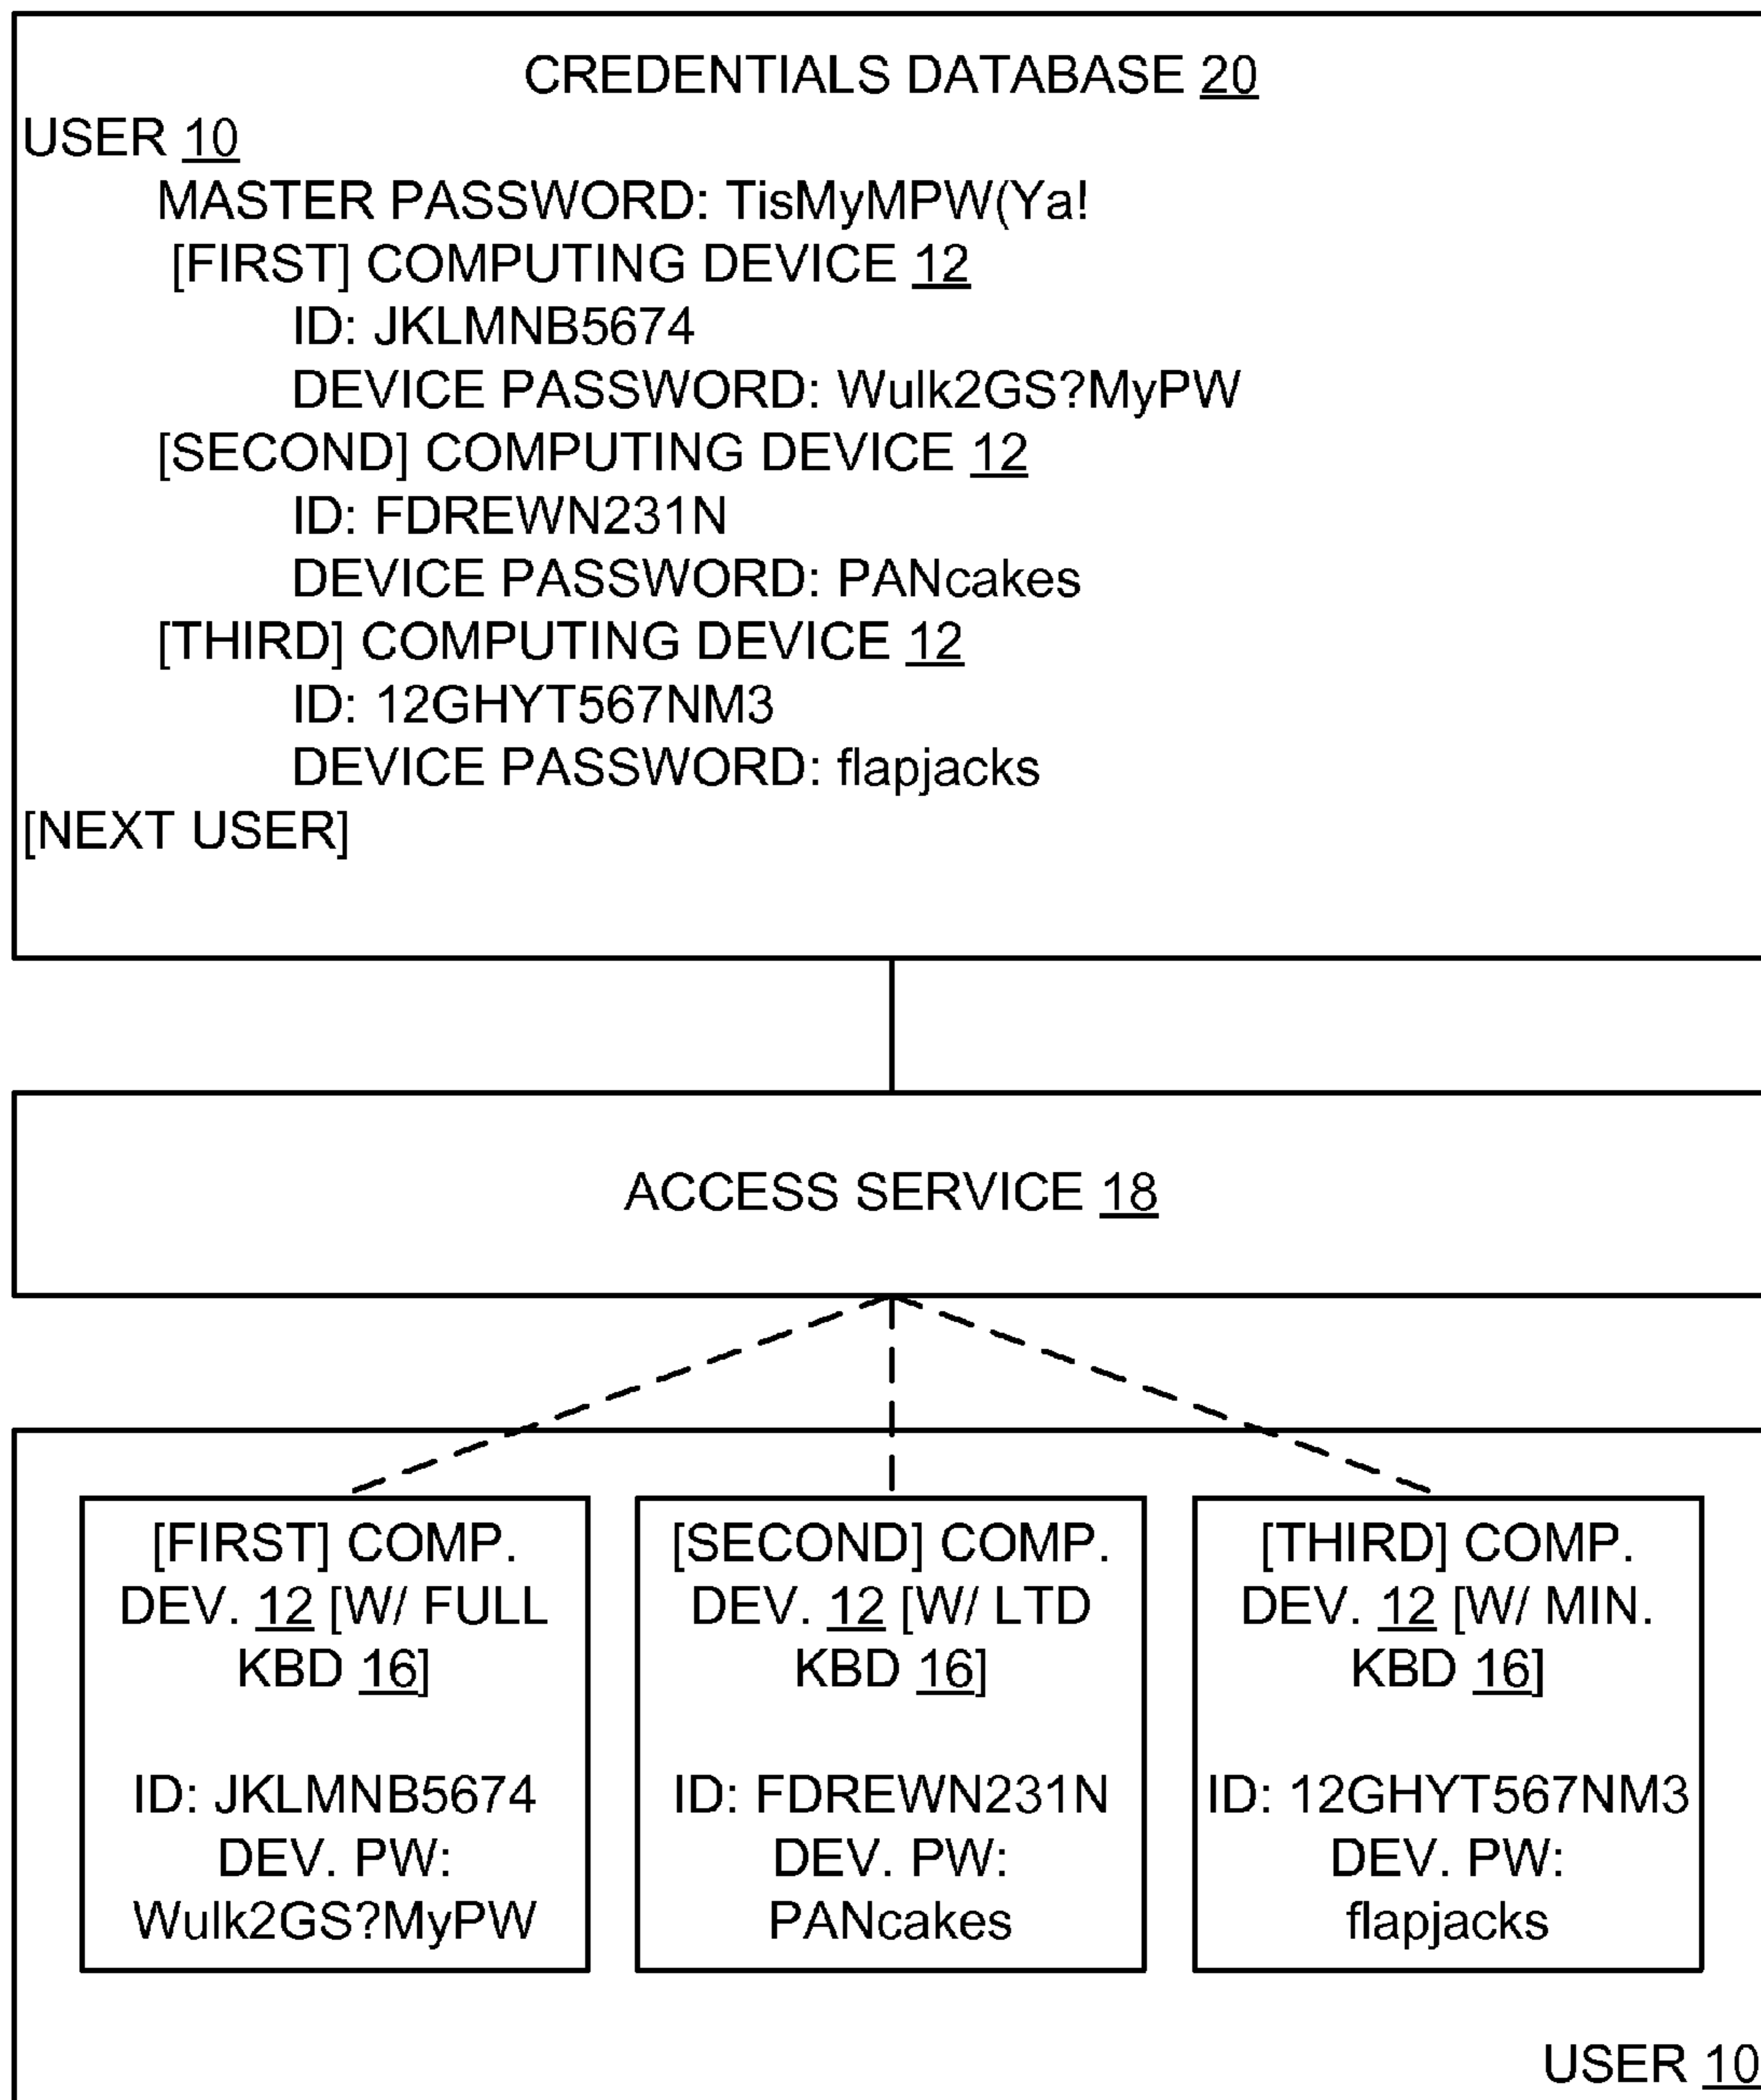 CREDENTIALS DATABASE 20
USER 10
MASTER PASSWORD: TisMyMPW(Ya!
[FIRST] COMPUTING DEVICE 12
ID: JKLMNB5674
DEVICE PASSWORD: Wulk2GS?MyPW
[SECOND] COMPUTING DEVICE 12
ID: FDREWN231N
DEVICE PASSWORD: PANcakes
[THIRD] COMPUTING DEVICE 12
ID: 12GHYT567NM3
DEVICE PASSWORD: flapjacks
[NEXT USER]
ACCESS SERVICE 18
[FIRST] COMP.
DEV. 12 [W/ FULL
KBD 16]
ID: JKLMNB5674
DEV. PW:
Wulk2GS?MyPW
[SECOND] COMP.
DEV. 12 [W/ LTD
KBD 16]
ID: FDREWN231N
DEV. PW:
PANcakes
[THIRD] COMP.
DEV. 12 [W/ MIN.
KBD 16]
ID: 12GHYT567NM3
DEV. PW:
flapjacks
USER 10